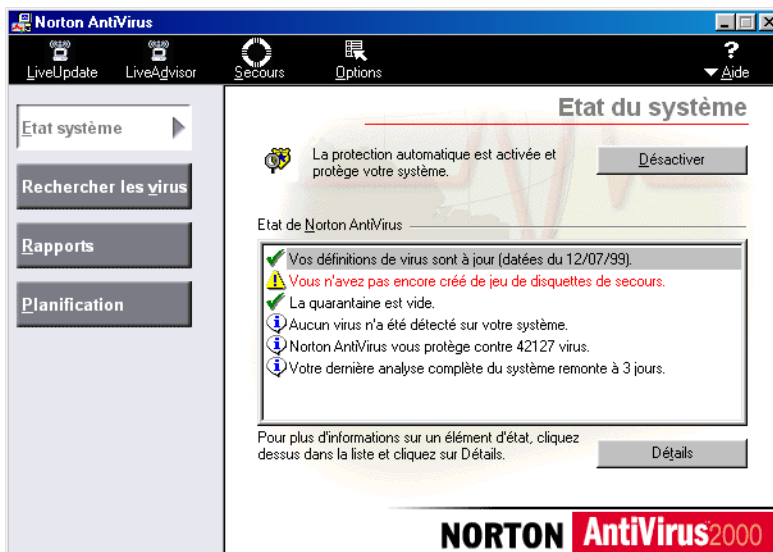 Norton AntiVirus
LiveUpdate
LiveAdvisor
Secours
Options
?
Aide
Etat système
Rechercher les virus
Rapports
Planification
Etat du système
La protection automatique est activée et
protège votre système.
Désactiver
Etat de Norton AntiVirus
Vos définitions de virus sont à jour (datées du 12/07/99).
Vous n'avez pas encore créé de jeu de disquettes de secours.
La quarantaine est vide.
Aucun virus n'a été détecté sur votre système.
Norton AntiVirus vous protège contre 42127 virus.
Votre dernière analyse complète du système remonte à 3 jours.
Pour plus d'informations sur un élément d'état, cliquez
dessus dans la liste et cliquez sur Détails.
Détails
NORTON AntiVirus 2000